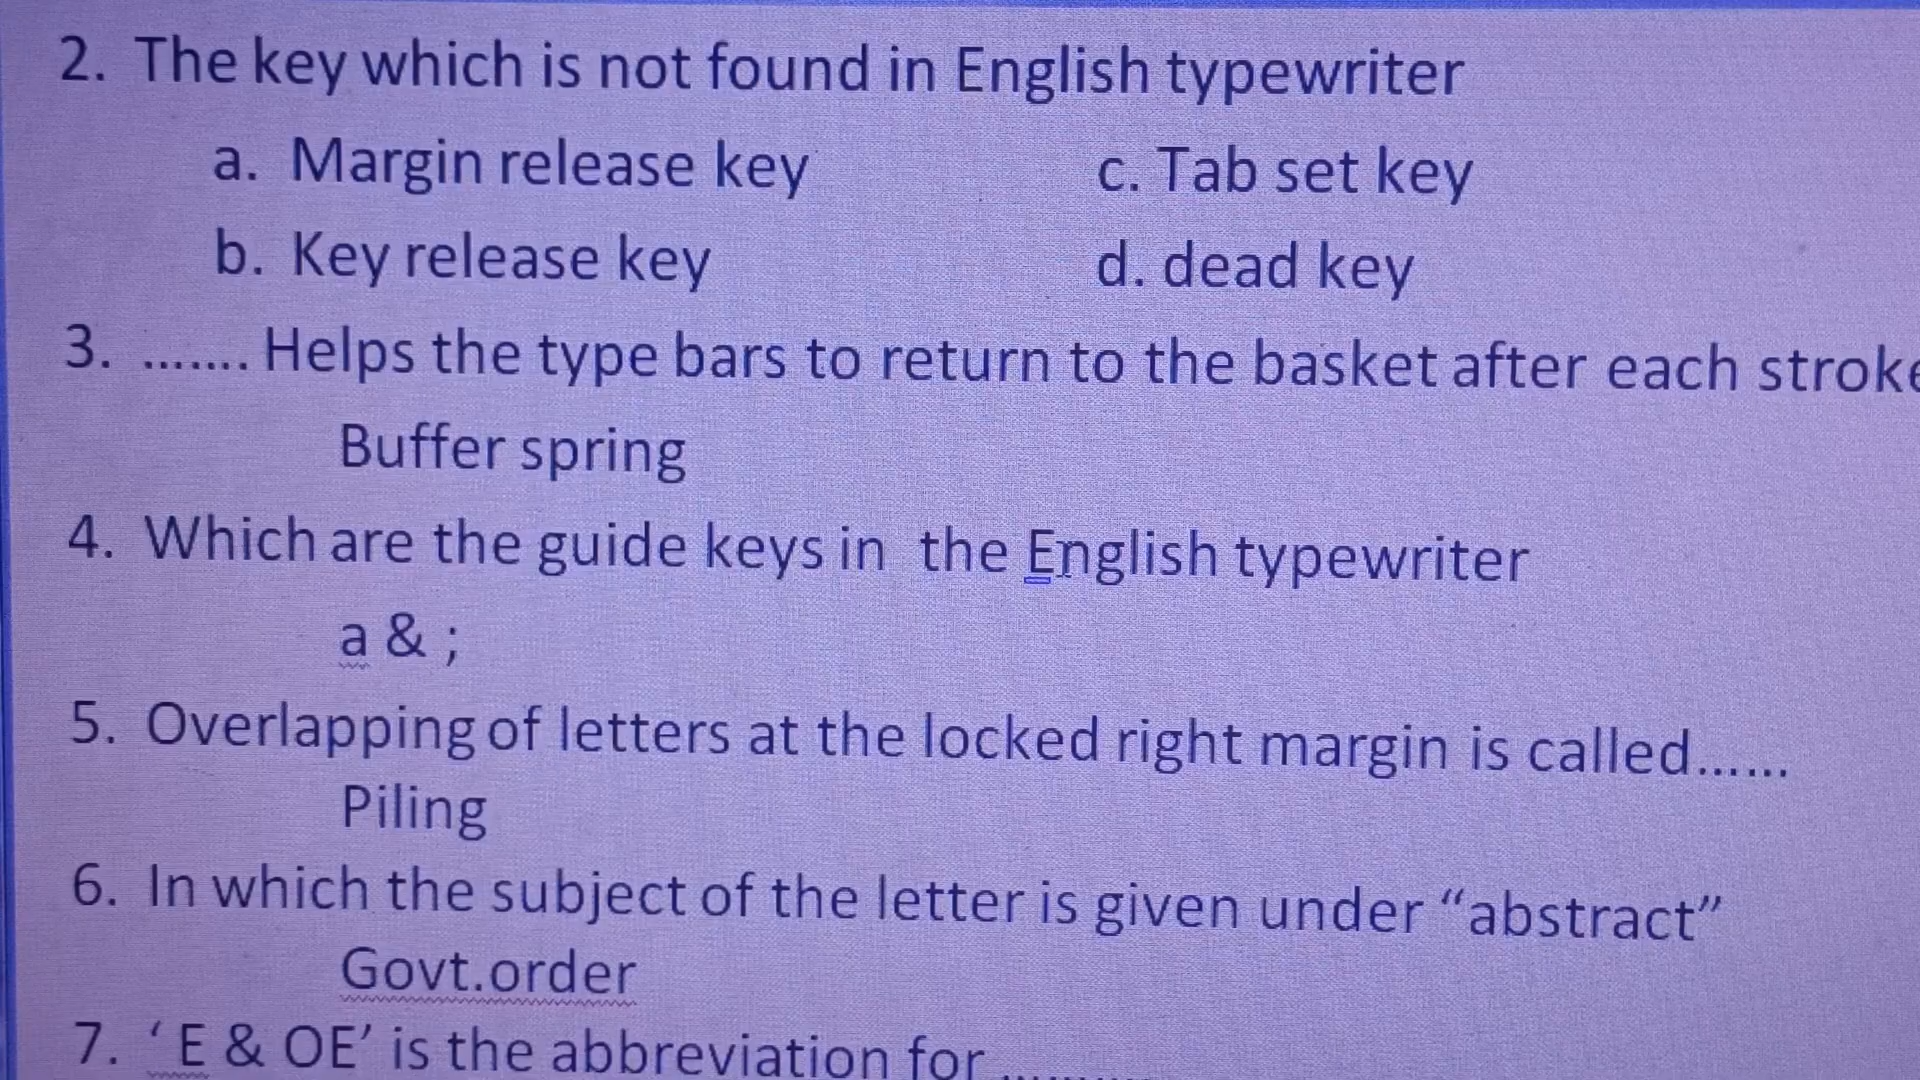 2. The key which is not found in English typewriter
a. Margin release key c. Tab set key
b. Key release key d. dead key
3. ....... Helps the type bars to return to the basket after each stroke
Buffer spring
4. Which are the guide keys in the English typewriter
a & ;
5. Overlapping of letters at the locked right margin is called......
Piling
6. In which the subject of the letter is given under “abstract”
Govt.order
7. ‘ E & OE’ is the abbreviation for ..........